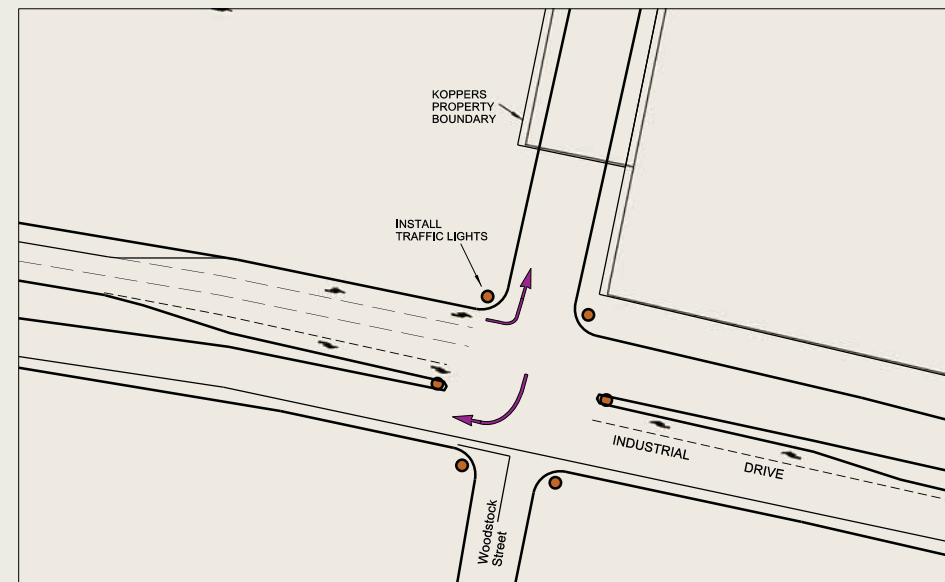 KOPPERS
PROPERTY
BOUNDARY
INSTALL
TRAFFIC LIGHTS
INDUSTRIAL DRIVE
Woodstock
Street